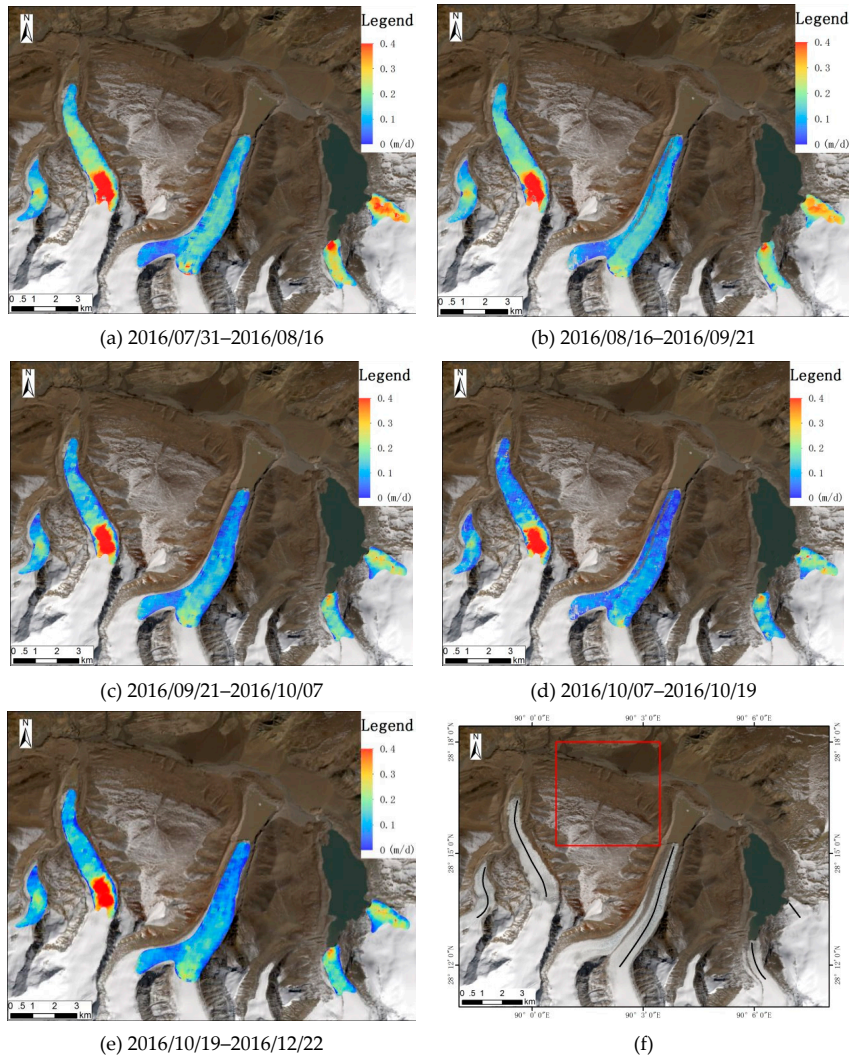 N
Legend
0.4
0.3
0.2
0.1
0 (m/d)
0 .5 1 2 3
km
(a) 2016/07/31–2016/08/16
N
Legend
0.4
0.3
0.2
0.1
0 (m/d)
0 .5 1 2 3
km
(b) 2016/08/16–2016/09/21
N
Legend
0.4
0.3
0.2
0.1
0 (m/d)
0 .5 1 2 3
km
(c) 2016/09/21–2016/10/07
N
Legend
0.4
0.3
0.2
0.1
0 (m/d)
0 .5 1 2 3
km
(d) 2016/10/07–2016/10/19
N
Legend
0.4
0.3
0.2
0.1
0 (m/d)
0 .5 1 2 3
km
(e) 2016/10/19–2016/12/22
90° 0′0″E 90° 3′0″E 90° 6′0″E
N
28° 18′0″N 28° 18′0″N
28° 15′0″N 28° 15′0″N
28° 12′0″N 28° 12′0″N
0 .5 1 2 3
km
90° 0′0″E 90° 3′0″E 90° 6′0″E
(f)